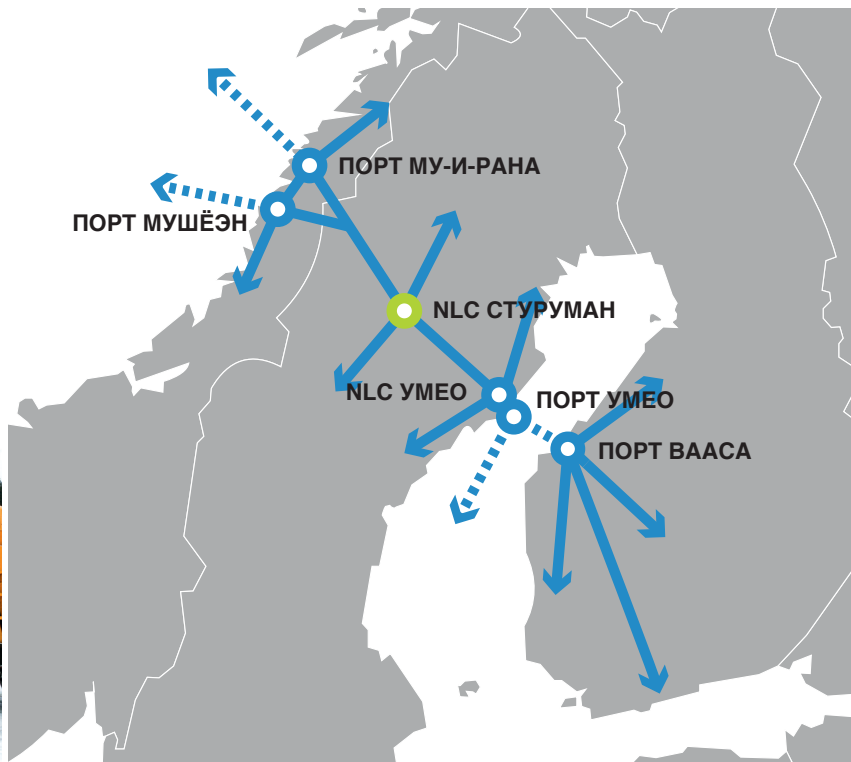 ПОРТ МУ-И-РАНА
ПОРТ МУШЁЭН
NLC СТУРУМАН
NLC УМЕО
ПОРТ УМЕО
ПОРТ ВААСА